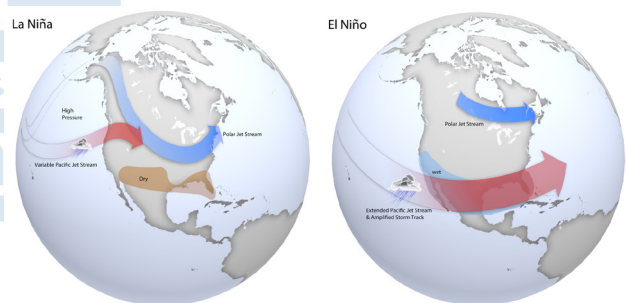 La Niña
High
Pressure
Polar Jet Stream
Variable Pacific Jet Stream
Dry
El Niño
Polar Jet Stream
wet
Extended Pacific Jet Stream
& Amplified Storm Track